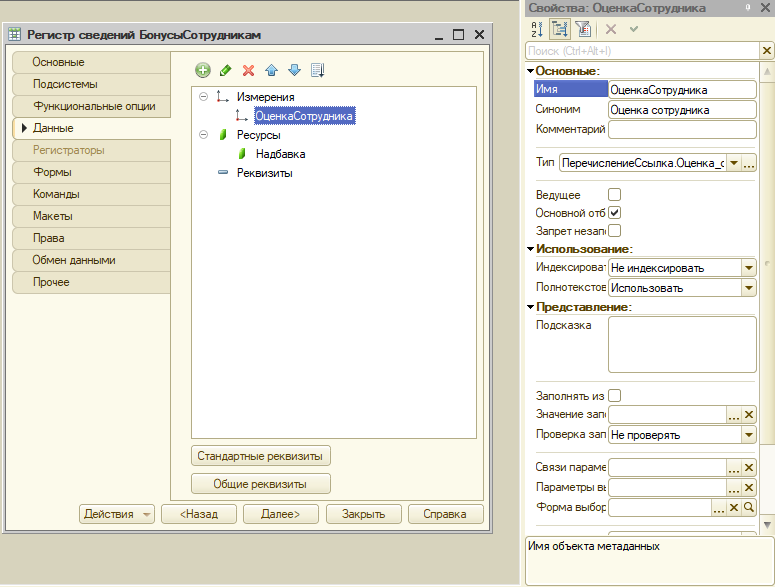 Регистр сведений БонусыСотрудникам
Основные
Подсистемы
Функциональные опции
Данные
Регистраторы
Формы
Команды
Макеты
Права
Обмен данными
Прочее
Измерения
ОценкаСотрудника
Ресурсы
Надбавка
Реквизиты
Стандартные реквизиты
Общие реквизиты
Действия
<Назад
Далее>
Закрыть
Справка
Свойства: ОценкаСотрудника
Поиск (Ctrl+Alt+I)
Основные:
Имя ОценкаСотрудника
Синоним Оценка сотрудника
Комментарий
Тип ПеречислениеСсылка.Оценка_с ...
Ведущее
Основной отб
Запрет незап
Использование:
Индексироват Не индексировать
Полнотекстов Использовать
Представление:
Подсказка
Заполнять из
Значение запо ...
Проверка зап Не проверять
Связи параме ...
Параметры вы ...
Форма выбор ...
Имя объекта метаданных